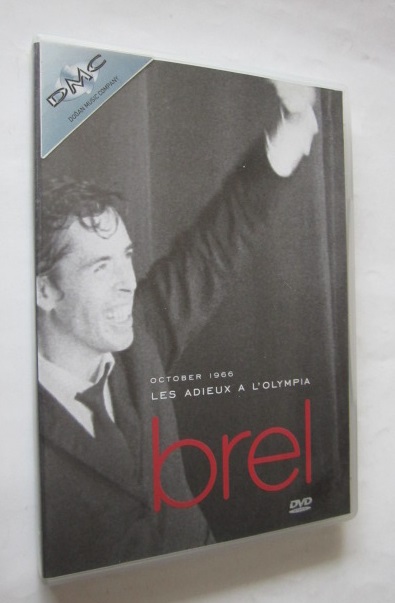 DMC
DOĞAN MUSIC COMPANY
OCTOBER 1966
LES ADIEUX A L'OLYMPIA
brel
DVD